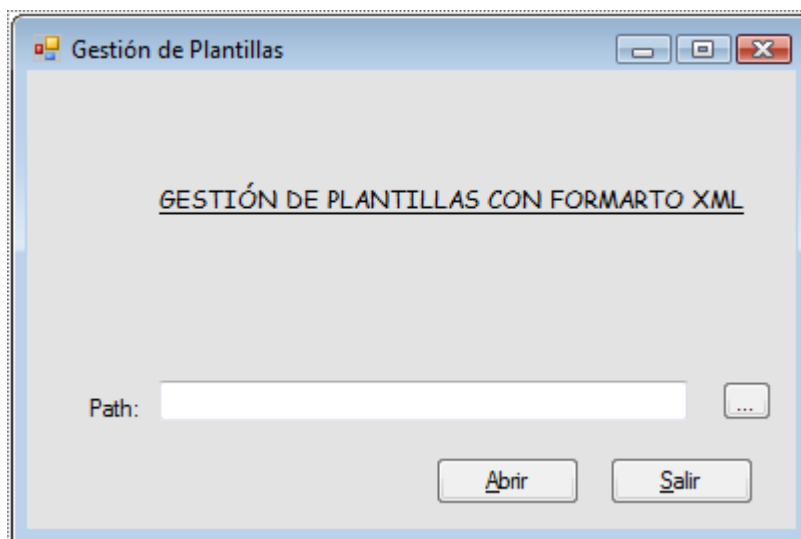 Gestión de Plantillas
GESTIÓN DE PLANTILLAS CON FORMARTO XML
Path:
...
Abrir
Salir